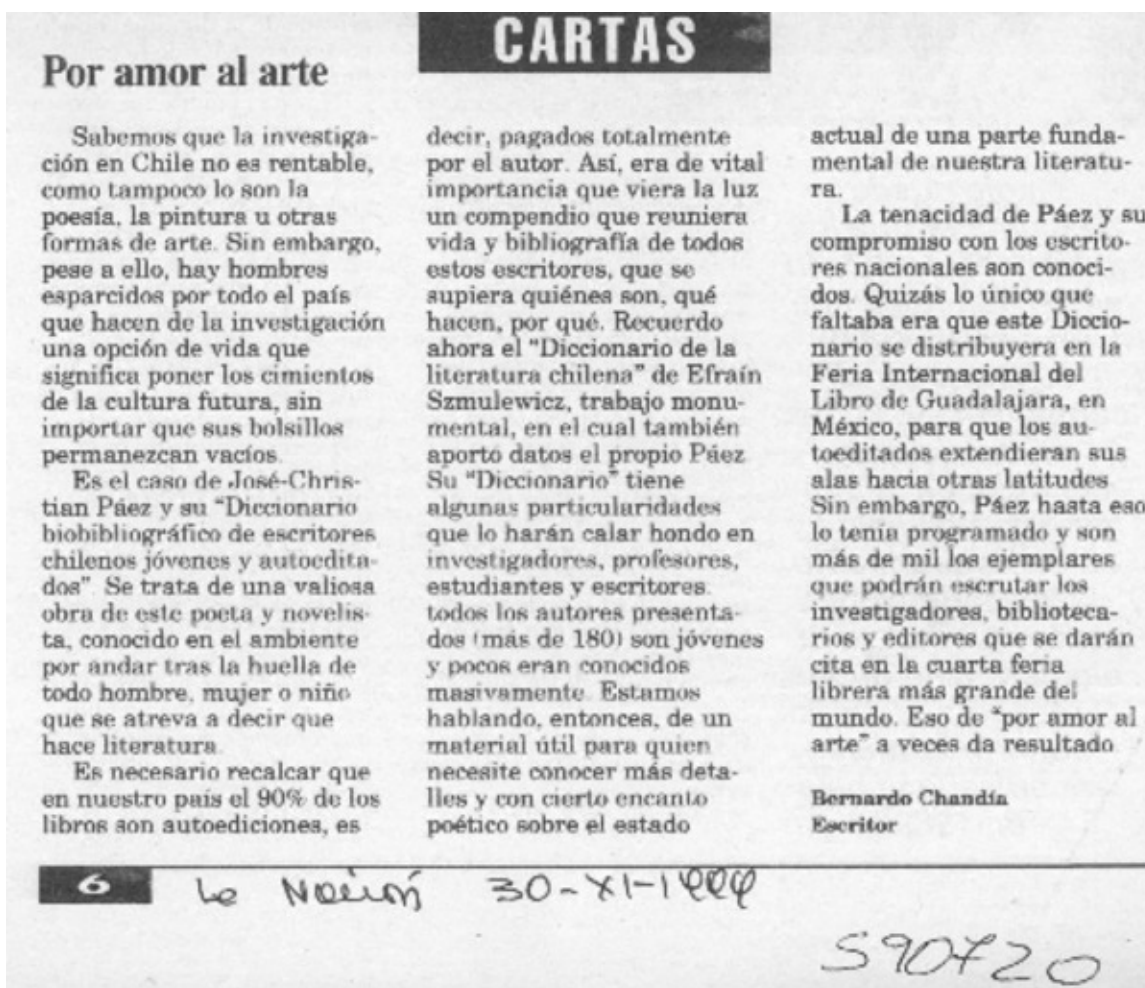 CARTAS
Por amor al arte
Sabemos que la investiga-
ción en Chile no es rentable,
como tampoco lo son la
poesía, la pintura u otras
formas de arte. Sin embargo,
pese a ello, hay hombres
esparcidos por todo el país
que hacen de la investigación
una opción de vida que
significa poner los cimientos
de la cultura futura, sin
importar que sus bolsillos
permanezcan vacíos.
Es el caso de José-Chris-
tian Páez y su “Diccionario
biobibliográfico de escritores
chilenos jóvenes y autoedita-
dos”. Se trata de una valiosa
obra de este poeta y novelis-
ta, conocido en el ambiente
por andar tras la huella de
todo hombre, mujer o niño
que se atreva a decir que
hace literatura.
Es necesario recalcar que
en nuestro país el 90% de los
libros son autoediciones, es
decir, pagados totalmente
por el autor. Así, era de vital
importancia que viera la luz
un compendio que reuniera
vida y bibliografía de todos
estos escritores, que se
supiera quiénes son, qué
hacen, por qué. Recuerdo
ahora el “Diccionario de la
literatura chilena” de Efraín
Szmulewicz, trabajo monu-
mental, en el cual también
aportó datos el propio Páez
Su “Diccionario” tiene
algunas particularidades
que lo harán calar hondo en
investigadores, profesores,
estudiantes y escritores.
todos los autores presenta-
dos (más de 180) son jóvenes
y pocos eran conocidos
masivamente. Estamos
hablando, entonces, de un
material útil para quien
necesite conocer más deta-
lles y con cierto encanto
poético sobre el estado
actual de una parte funda-
mental de nuestra literatu-
ra.
La tenacidad de Páez y su
compromiso con los escrito-
res nacionales son conoci-
dos. Quizás lo único que
faltaba era que este Diccio-
nario se distribuyera en la
Feria Internacional del
Libro de Guadalajara, en
México, para que los au-
toeditados extendieran sus
alas hacia otras latitudes
Sin embargo, Páez hasta eso
lo tenía programado y son
más de mil los ejemplares
que podrán escrutar los
investigadores, biblioteca-
rios y editores que se darán
cita en la cuarta feria
librera más grande del
mundo. Eso de “por amor al
arte” a veces da resultado
Bernardo Chandía
Escritor
6 La Nación 30-XI-1999
590720